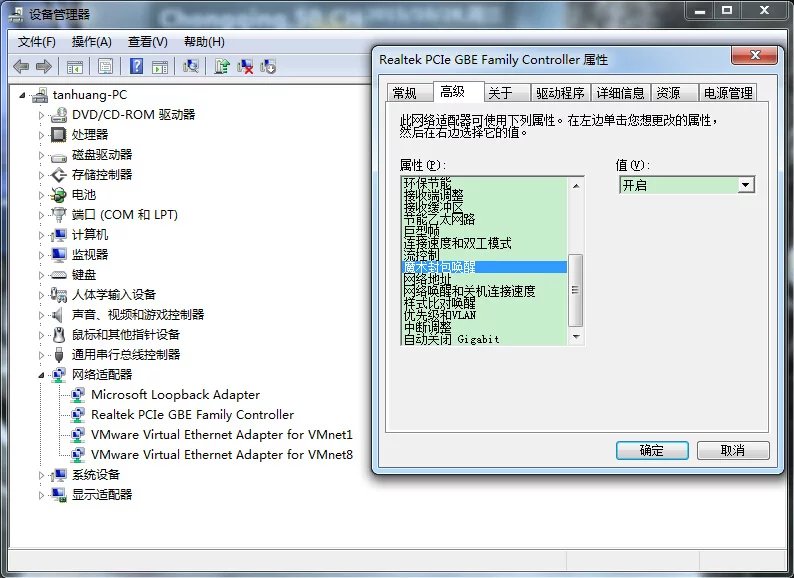 设备管理器
文件(F) 操作(A) 查看(V) 帮助(H)
tanhuang-PC
DVD/CD-ROM 驱动器
处理器
磁盘驱动器
存储控制器
电池
端口 (COM 和 LPT)
计算机
监视器
键盘
人体学输入设备
声音、视频和游戏控制器
鼠标和其他指针设备
通用串行总线控制器
网络适配器
Microsoft Loopback Adapter
Realtek PCIe GBE Family Controller
VMware Virtual Ethernet Adapter for VMnet1
VMware Virtual Ethernet Adapter for VMnet8
系统设备
显示适配器
Realtek PCIe GBE Family Controller 属性
常规 高级 关于 驱动程序 详细信息 资源 电源管理
此网络适配器可使用下列属性。在左边单击您想更改的属性，
然后在右边选择它的值。
属性(P): 值(V):
环保节能
接收端调整
接收缓冲区
节能乙太网路
巨型帧
连接速度和双工模式
流控制
魔术封包唤醒
网络地址
网络唤醒和关机连接速度
样式比对唤醒
优先级和VLAN
中断调整
自动关闭 Gigabit
开启
确定 取消